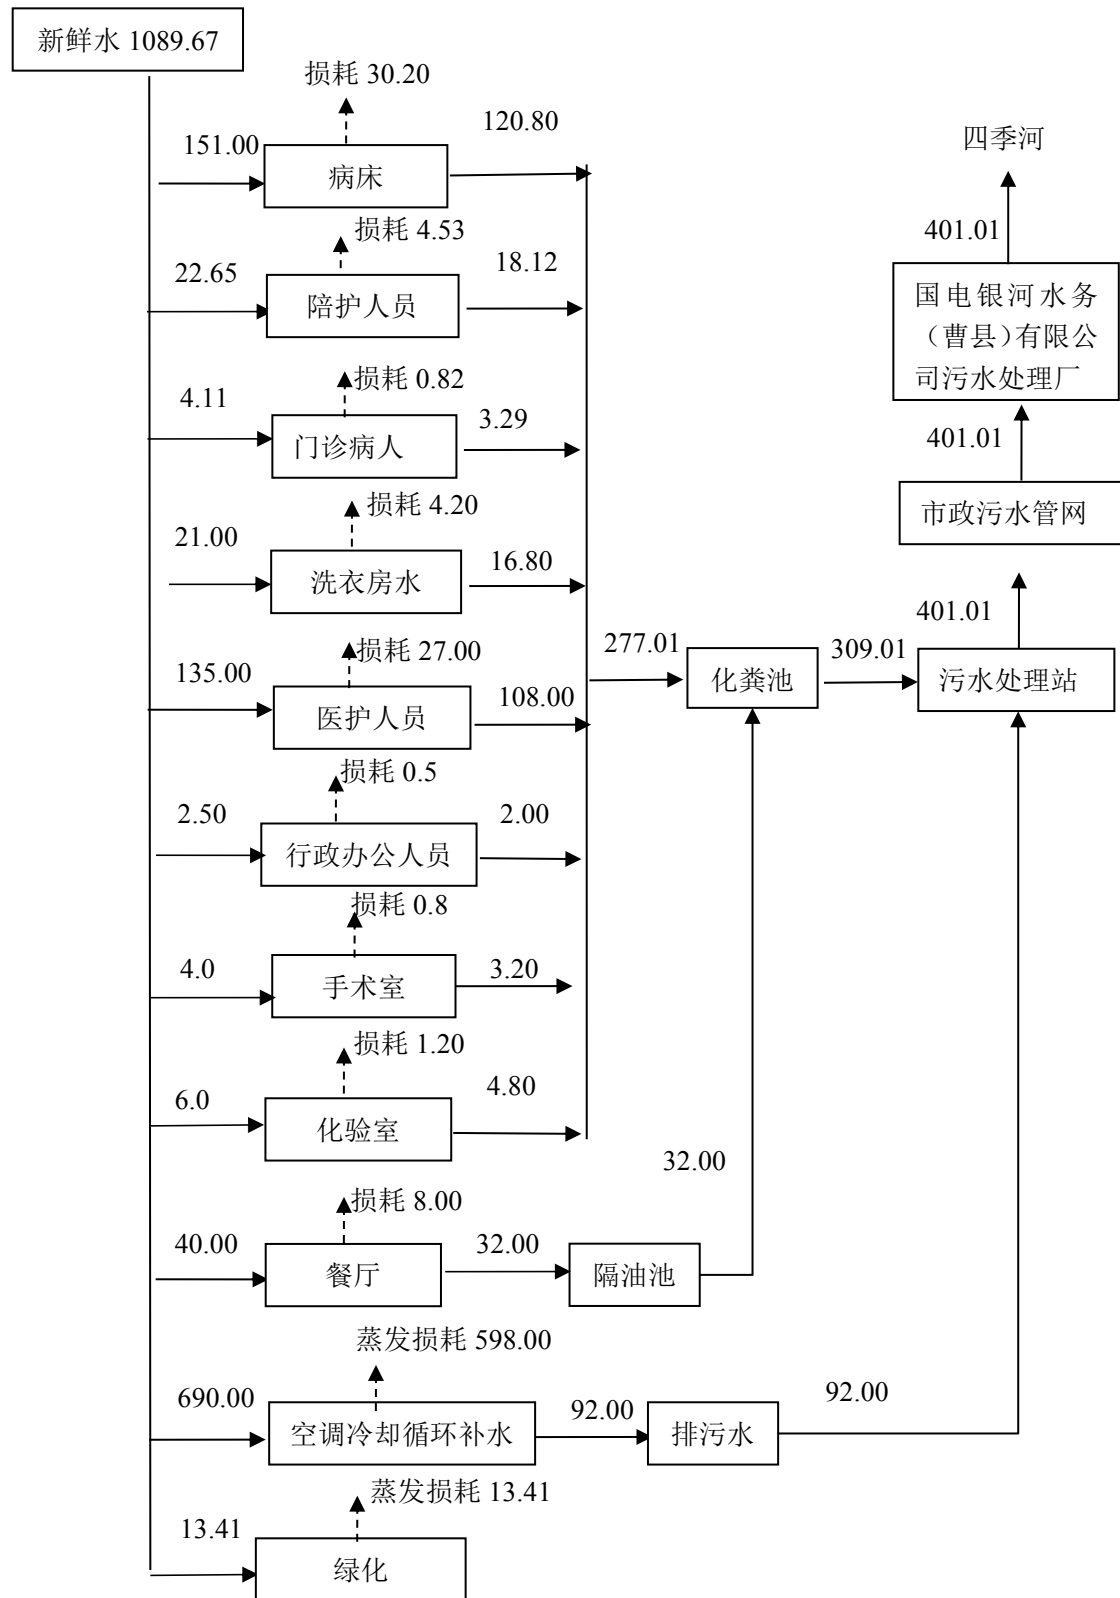 新鲜水 1089.67
损耗 30.20
151.00
120.80
病床
四季河
损耗 4.53
22.65
18.12
陪护人员
401.01
国电银河水务
（曹县）有限公
司污水处理厂
损耗 0.82
4.11
3.29
门诊病人
401.01
损耗 4.20
21.00
16.80
洗衣房水
市政污水管网
401.01
损耗 27.00
135.00
108.00
医护人员
277.01
化粪池
309.01
污水处理站
损耗 0.5
2.50
2.00
行政办公人员
损耗 0.8
4.0
3.20
手术室
损耗 1.20
6.0
4.80
化验室
32.00
损耗 8.00
40.00
32.00
餐厅
隔油池
蒸发损耗 598.00
690.00
92.00
92.00
空调冷却循环补水
排污水
蒸发损耗 13.41
13.41
绿化